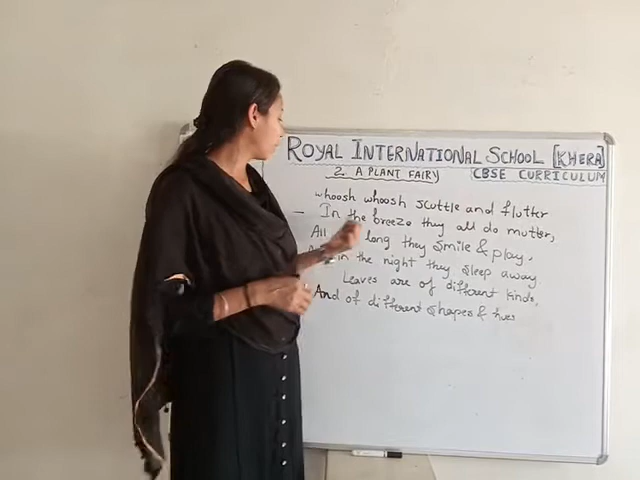 ROYAL INTERNATIONAL SCHOOL [KHERA]
2. A PLANT FAIRY CBSE CURRICULUM
whoosh whoosh scuttle and flutter
— In the breeze they all do mutter,
All long they smile & play,
in the night they sleep away
Leaves are of different kinds,
And of different shapes & hues